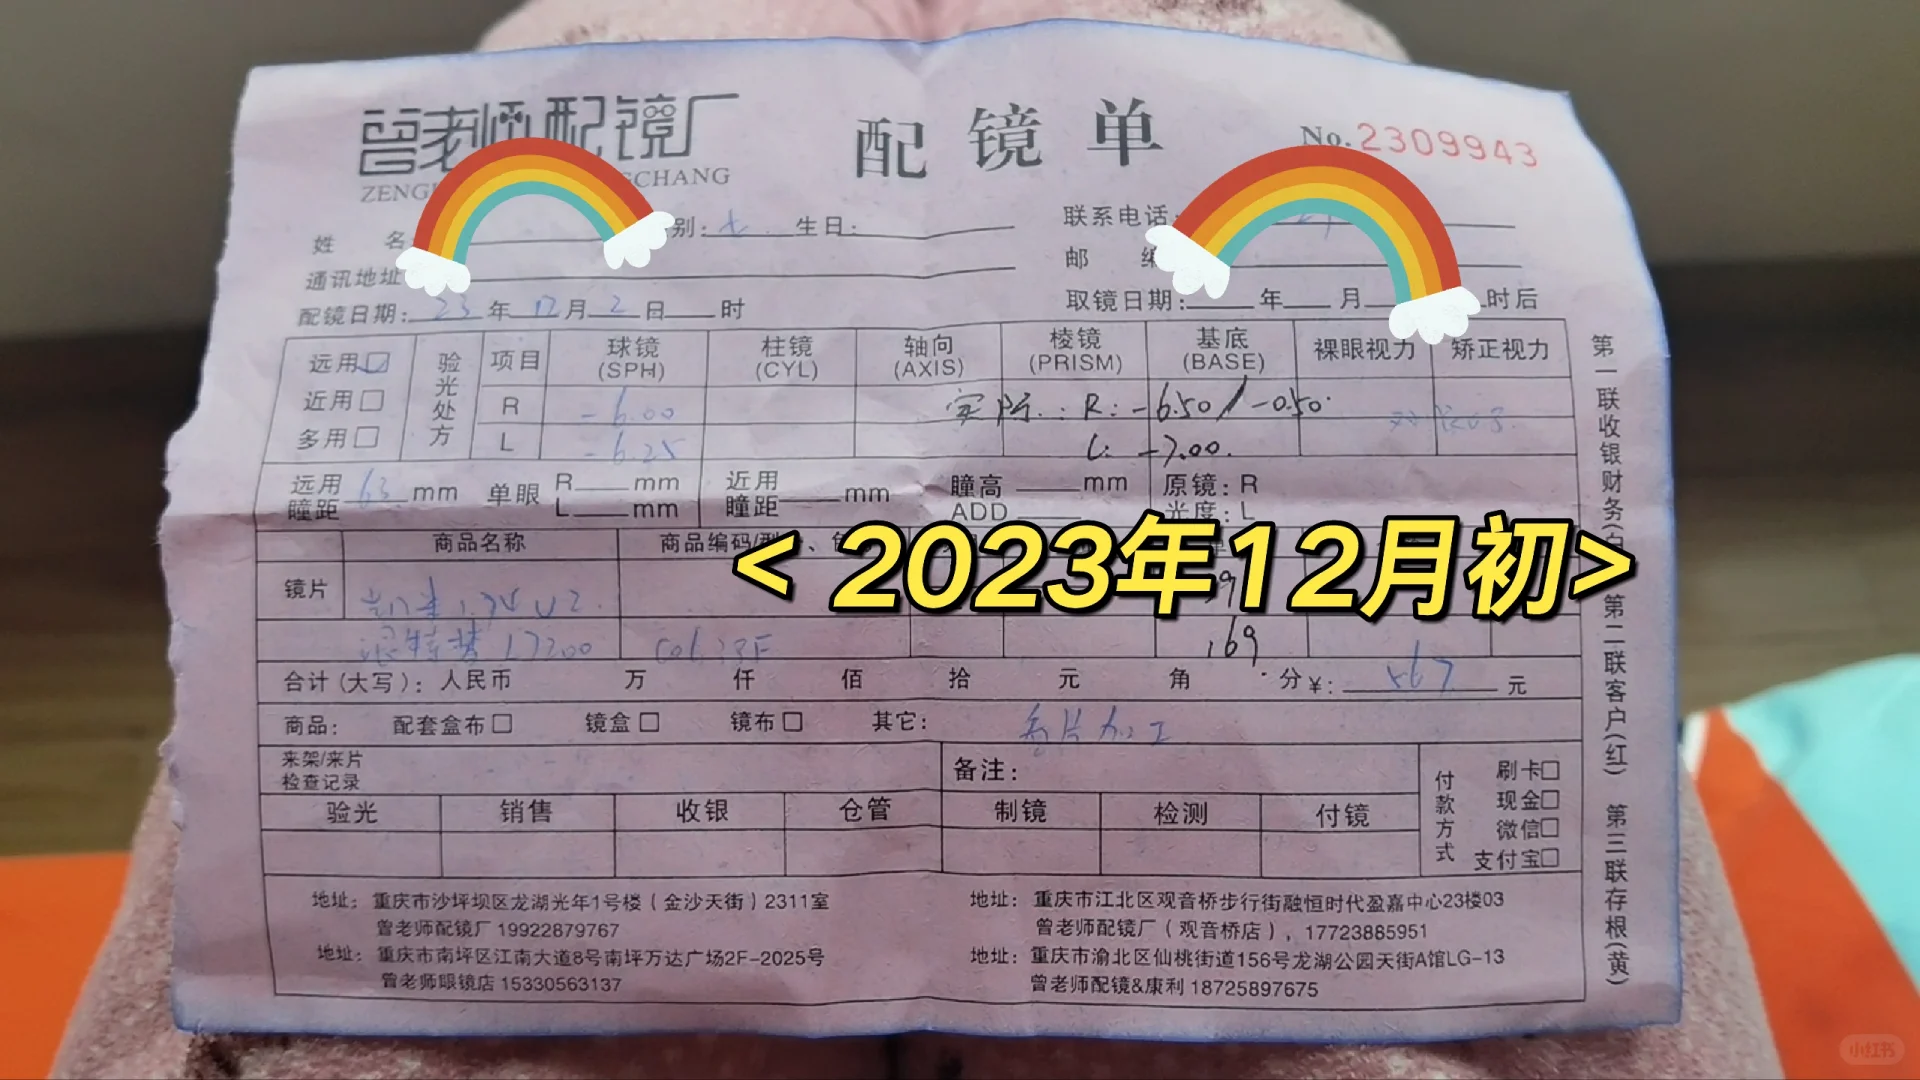 曾老师配镜厂
配镜单
No.2309943
姓 名 别: 生日:
联系电话:
通讯地址
邮 编
配镜日期: 23 年 12 月 2 日 时
取镜日期: 年 月 时后
远用 近用 多用
验光处方
项目 球镜(SPH) 柱镜(CYL) 轴向(AXIS) 棱镜(PRISM) 基底(BASE) 裸眼视力 矫正视力
R -6.00 实际: R: -6.50/-0.50
L -6.25 L: -7.00
远用瞳距 63 mm 单眼 R mm L mm 近用瞳距 mm 瞳高 mm ADD 原镜: R 光度: L
商品名称 商品编码/型
<2023年12月初>
镜片 凯米 1.74 U2
169
合计(大写): 人民币 万 仟 佰 拾 元 角 分 ¥: 元
商品: 配套盒布 镜盒 镜布 其它:
来架/来片
检查记录
备注:
验光 销售 收银 仓管 制镜 检测 付镜
付款方式
刷卡
现金
微信
支付宝
地址: 重庆市沙坪坝区龙湖光年1号楼(金沙天街)2311室
曾老师配镜厂 19922879767
地址: 重庆市南坪区江南大道8号南坪万达广场2F-2025号
曾老师眼镜店 15330563137
地址: 重庆市江北区观音桥步行街融恒时代盈嘉中心23楼03
曾老师配镜厂(观音桥店), 17723885951
地址: 重庆市渝北区仙桃街道156号龙湖公园天街A馆LG-13
曾老师配镜&康利 18725897675
第一联收银财务(白 第二联客户(红) 第三联存根(黄)
小红书